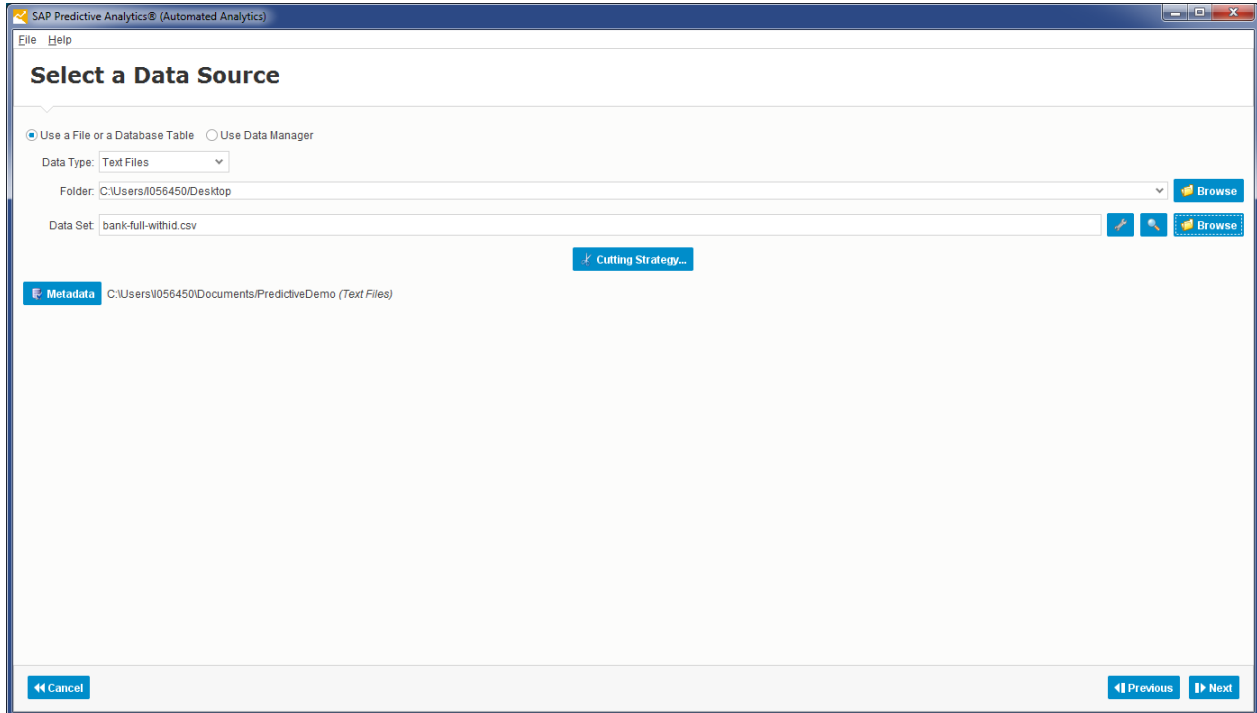 SAP Predictive Analytics® (Automated Analytics)
File Help
Select a Data Source
Use a File or a Database Table Use Data Manager
Data Type: Text Files
Folder: C:\Users/I056450/Desktop Browse
Data Set: bank-full-withid.csv Browse
Cutting Strategy...
Metadata C:\Users\I056450\Documents/PredictiveDemo (Text Files)
Cancel Previous Next